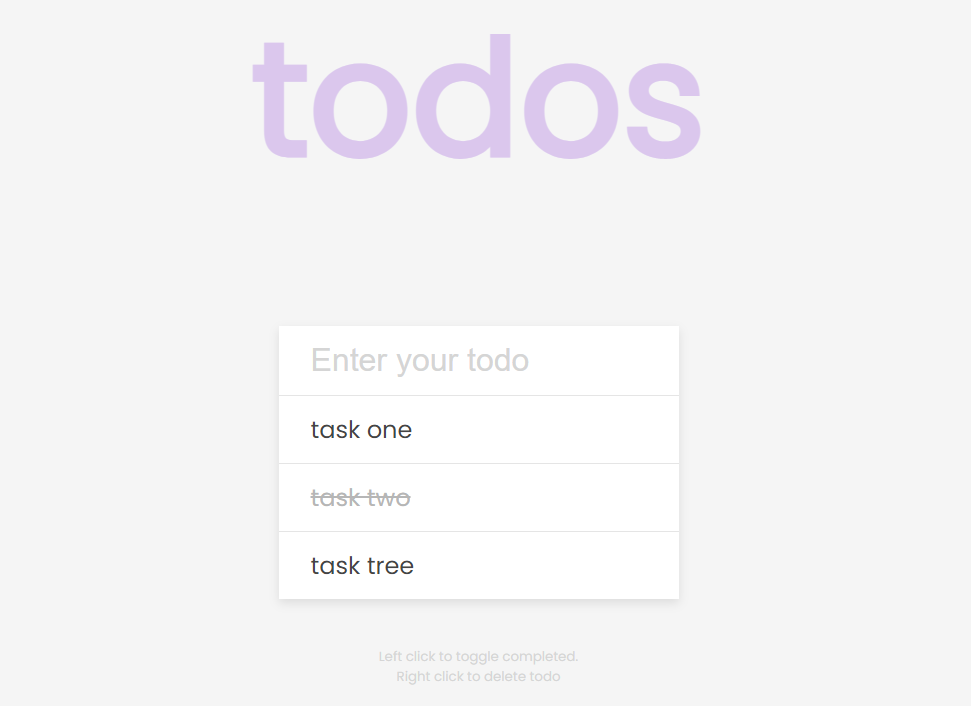 todos
Enter your todo
task one
task two
task tree
Left click to toggle completed.
Right click to delete todo